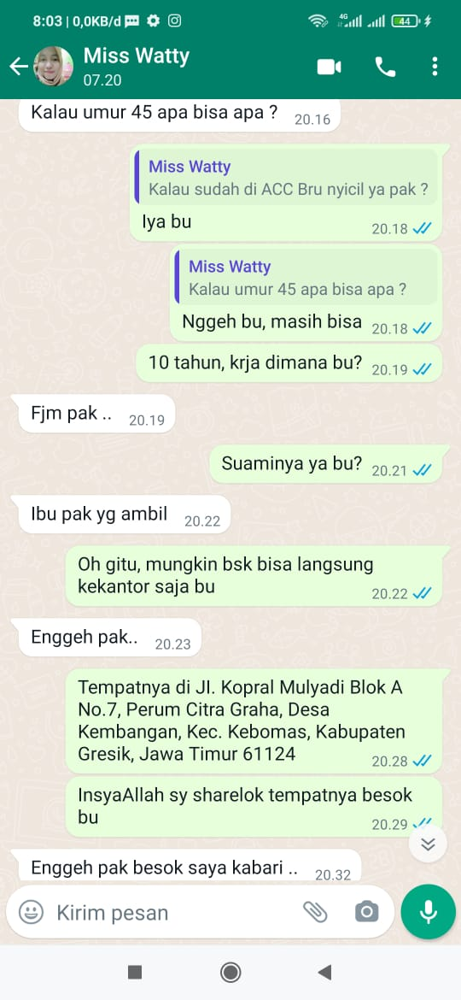 8:03 | 0,0KB/d
4G
44
Miss Watty
07.20
Kalau umur 45 apa bisa apa ?
20.16
Miss Watty
Kalau sudah di ACC Bru nyicil ya pak ?
Iya bu
20.18
Miss Watty
Kalau umur 45 apa bisa apa ?
Nggeh bu, masih bisa
20.18
10 tahun, krja dimana bu?
20.19
Fjm pak ..
20.19
Suaminya ya bu?
20.21
Ibu pak yg ambil
20.22
Oh gitu, mungkin bsk bisa langsung
kekantor saja bu
20.22
Enggeh pak..
20.23
Tempatnya di Jl. Kopral Mulyadi Blok A
No.7, Perum Citra Graha, Desa
Kembangan, Kec. Kebomas, Kabupaten
Gresik, Jawa Timur 61124
20.28
InsyaAllah sy sharelok tempatnya besok
bu
20.29
Enggeh pak besok saya kabari ..
20.32
Kirim pesan